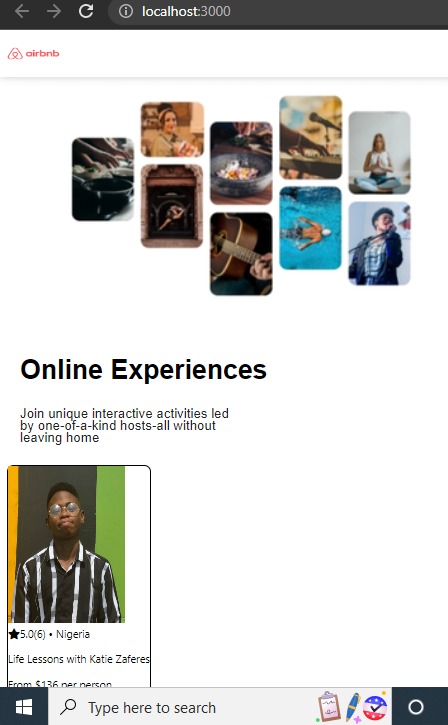 localhost:3000
airbnb
Online Experiences
Join unique interactive activities led
by one-of-a-kind hosts-all without
leaving home
5.0(6) • Nigeria
Life Lessons with Katie Zaferes
From $136 per person
Type here to search